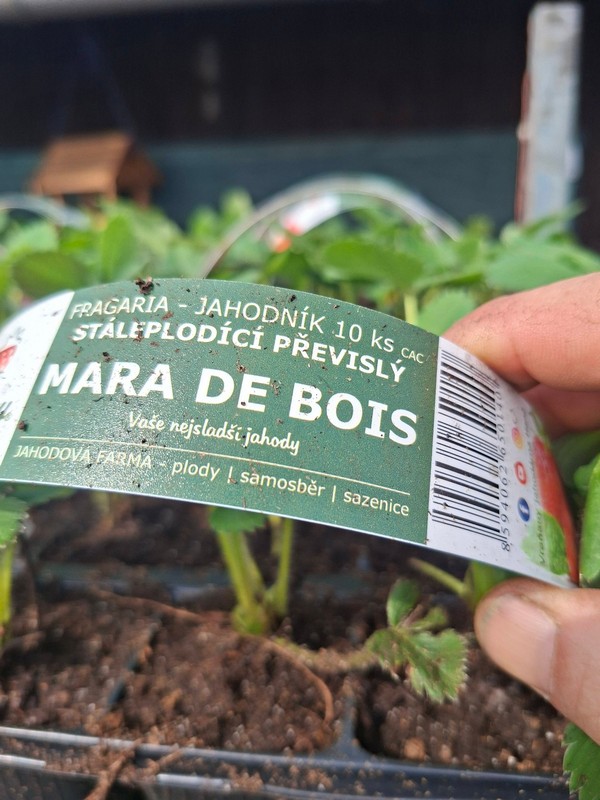 FRAGARIA - JAHODNÍK 10 ks CAC
STÁLEPLODÍCÍ PŘEVISLÝ
MARA DE BOIS
Vaše nejsladší jahody
JAHODOVÁ FARMA - plody | samosběr | sazenice